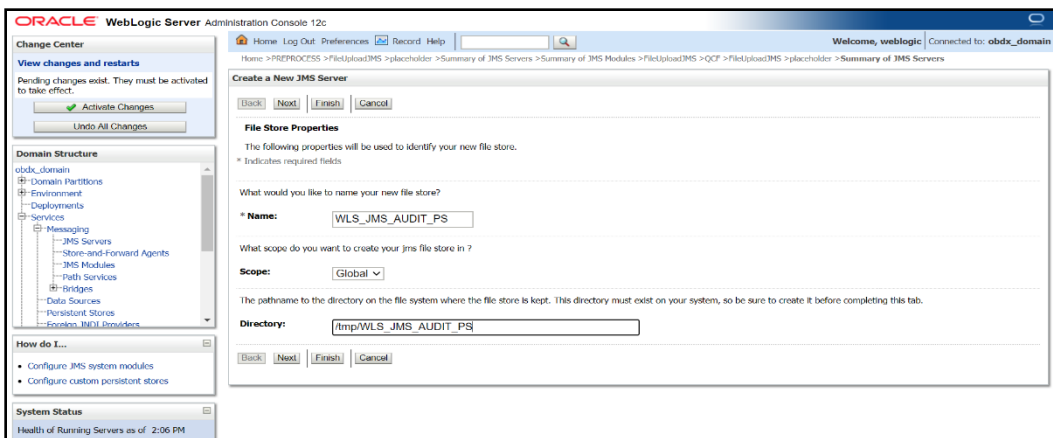 ORACLE WebLogic Server Administration Console 12c
Change Center
View changes and restarts
Pending changes exist. They must be activated
to take effect.
Activate Changes
Undo All Changes
Domain Structure
obdx_domain
Domain Partitions
Environment
Deployments
Services
Messaging
JMS Servers
Store-and-Forward Agents
JMS Modules
Path Services
Bridges
Data Sources
Persistent Stores
Foreign JNDI Providers
How do I...
Configure JMS system modules
Configure custom persistent stores
System Status
Health of Running Servers as of 2:06 PM
Home Log Out Preferences Record Help
Welcome, weblogic Connected to: obdx_domain
Home >PREPROCESS >FileUploadJMS >placeholder >Summary of JMS Servers >Summary of JMS Modules >FileUploadJMS >QCF >FileUploadJMS >placeholder >Summary of JMS Servers
Create a New JMS Server
Back Next Finish Cancel
File Store Properties
The following properties will be used to identify your new file store.
* Indicates required fields
What would you like to name your new file store?
* Name: WLS_JMS_AUDIT_PS
What scope do you want to create your jms file store in ?
Scope: Global
The pathname to the directory on the file system where the file store is kept. This directory must exist on your system, so be sure to create it before completing this tab.
Directory: /tmp/WLS_JMS_AUDIT_PS
Back Next Finish Cancel